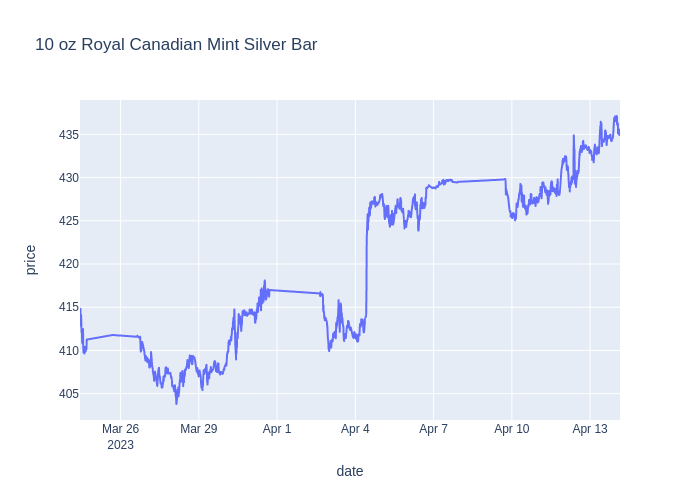 10 oz Royal Canadian Mint Silver Bar
price
435
430
425
420
415
410
405
Mar 26
2023
Mar 29
Apr 1
Apr 4
Apr 7
Apr 10
Apr 13
date